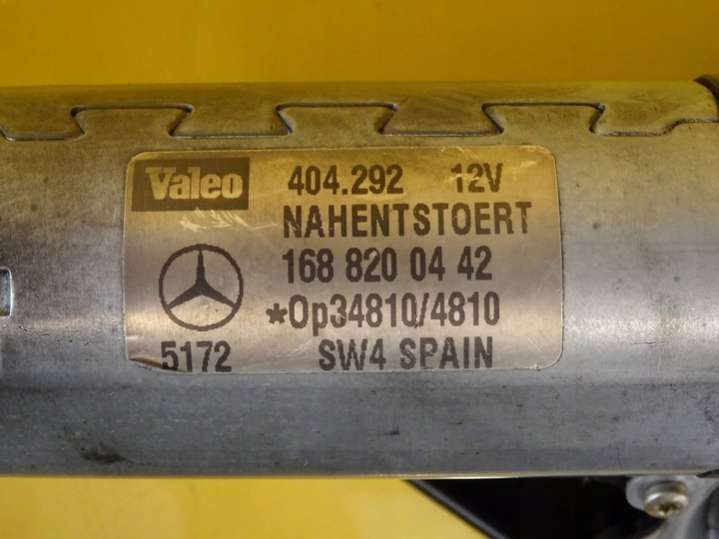 Valeo 404.292 12V
NAHENTSTOERT
168 820 04 42
*Op34810/4810
5172 SW4 SPAIN